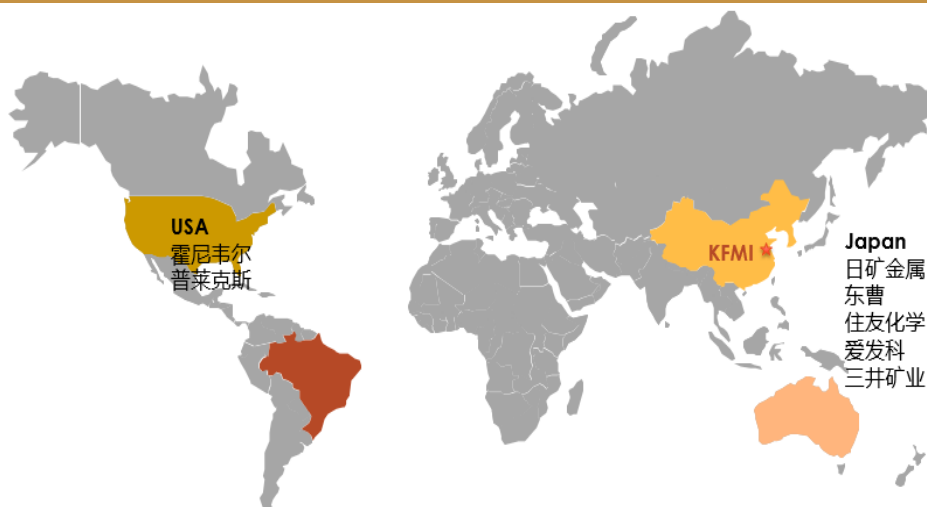 USA
霍尼韦尔
普莱克斯
KFMI
Japan
日矿金属
东曹
住友化学
爱发科
三井矿业